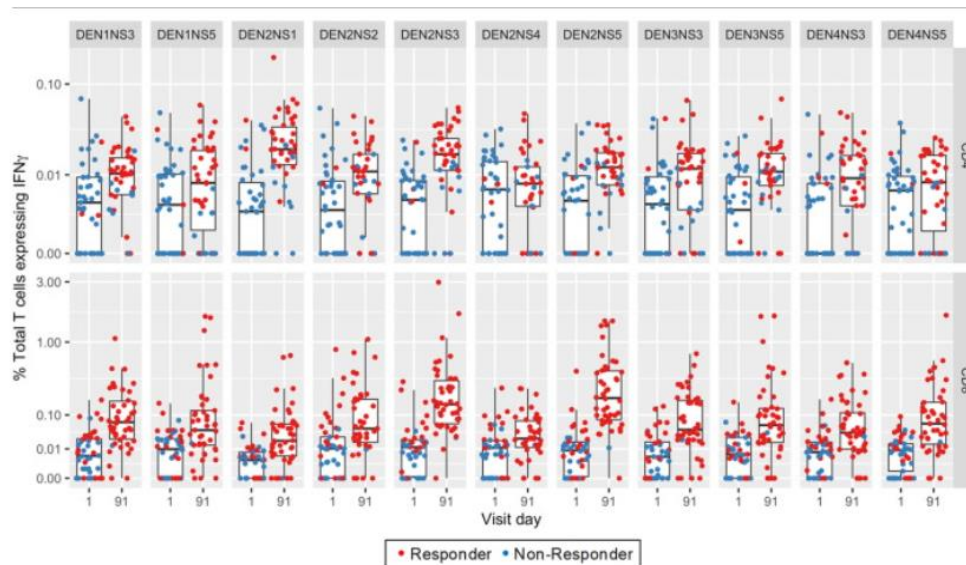 DEN1NS3 DEN1NS5 DEN2NS1 DEN2NS2 DEN2NS3 DEN2NS4 DEN2NS5 DEN3NS3 DEN3NS5 DEN4NS3 DEN4NS5
% Total T cells expressing IFNγ
0.10
0.01
0.00
CD4
3.00
1.00
0.10
0.01
0.00
CD8
1 91 1 91 1 91 1 91 1 91 1 91 1 91 1 91 1 91 1 91 1 91
Visit day
Responder Non-Responder